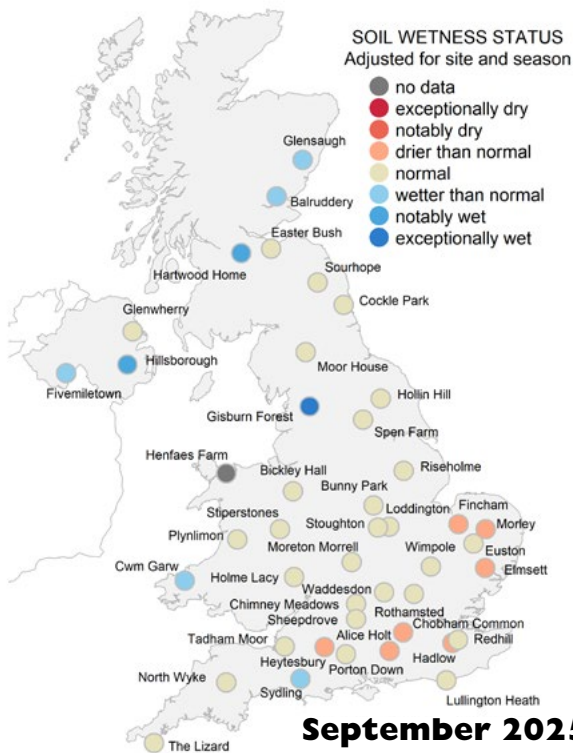 SOIL WETNESS STATUS
Adjusted for site and season
no data
exceptionally dry
notably dry
drier than normal
normal
wetter than normal
notably wet
exceptionally wet
Glensaugh
Balruddery
Easter Bush
Hartwood Home
Sourhope
Cockle Park
Glenwherry
Hillsborough
Moor House
Fivemiletown
Hollin Hill
Gisburn Forest
Spen Farm
Henfaes Farm
Bickley Hall
Riseholme
Bunny Park
Loddington
Fincham
Stiperstones
Stoughton
Morley
Plynlimon
Moreton Morrell
Wimpole
Euston
Cwm Garw
Holme Lacy
Elmsett
Waddesdon
Chimney Meadows
Rothamsted
Sheepdrove
Chobham Common
Tadham Moor
Alice Holt
Redhill
Heytesbury
Porton Down
Hadlow
North Wyke
Sydling
Lullington Heath
The Lizard
September 2025